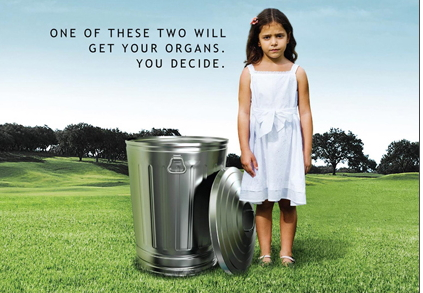 ONE OF THESE TWO WILL
GET YOUR ORGANS.
YOU DECIDE.